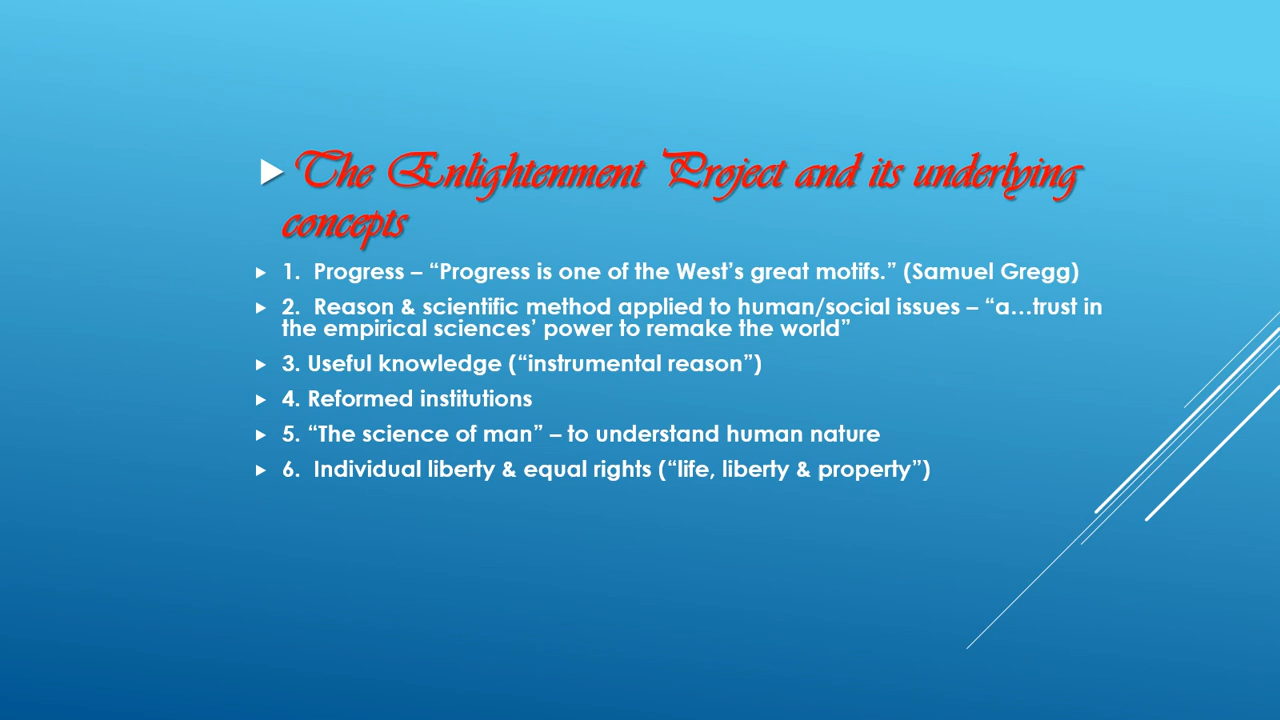 The Enlightenment Project and its underlying
concepts
1.  Progress – “Progress is one of the West’s great motifs.” (Samuel Gregg)
2.  Reason & scientific method applied to human/social issues – “a…trust in
the empirical sciences’ power to remake the world”
3. Useful knowledge (“instrumental reason”)
4. Reformed institutions
5. “The science of man” – to understand human nature
6.  Individual liberty & equal rights (“life, liberty & property”)